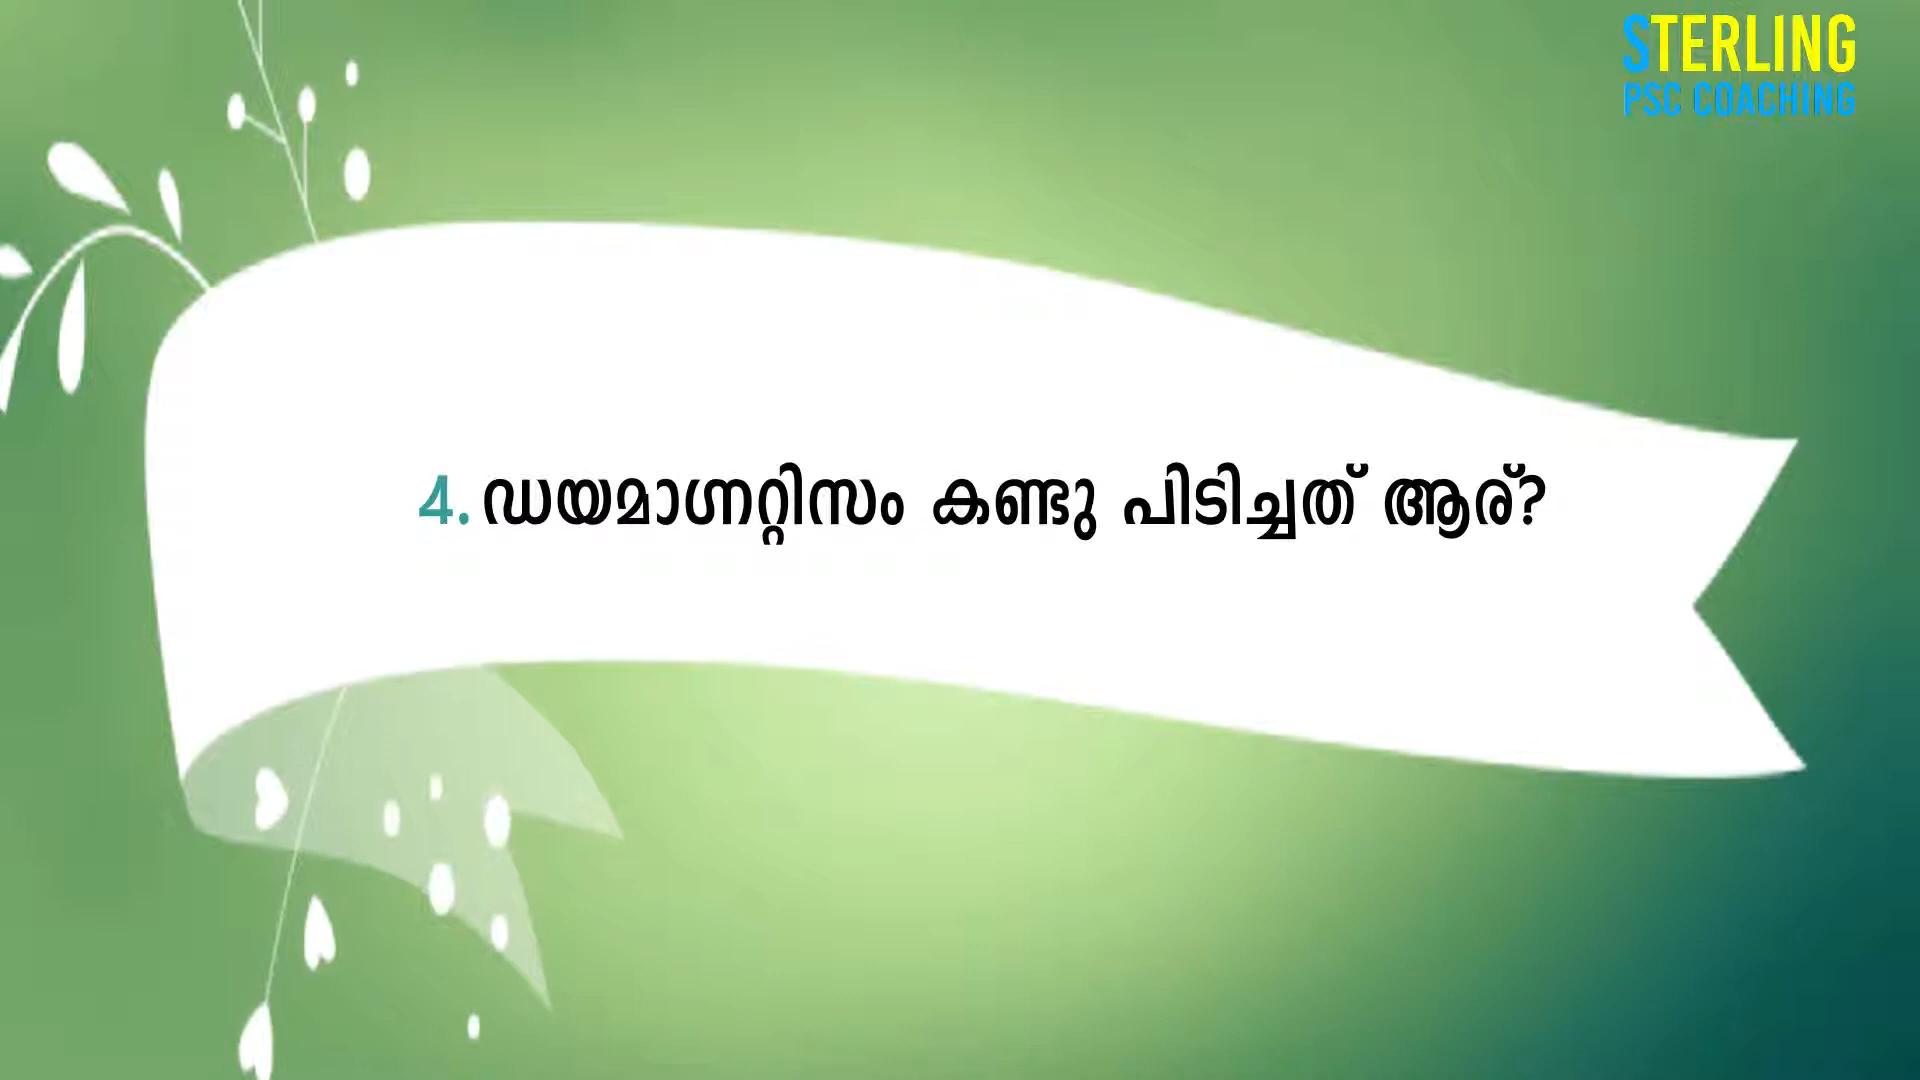 STERLING
PSC COACHING
4. ഡയമാഗ്നറ്റിസം കണ്ടു പിടിച്ചത് ആര്?